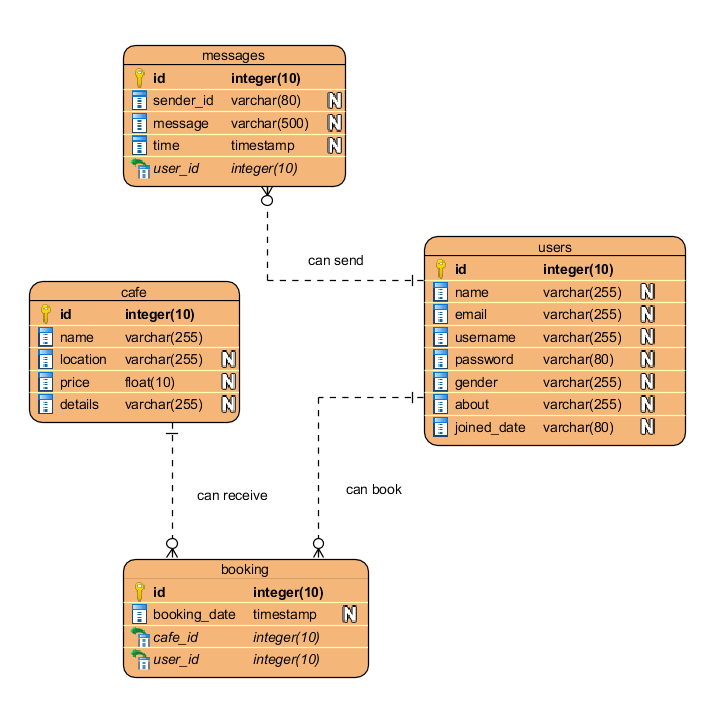 messages
id integer(10)
sender_id varchar(80) N
message varchar(500) N
time timestamp N
user_id integer(10)
can send
users
id integer(10)
name varchar(255) N
email varchar(255) N
username varchar(255) N
password varchar(80) N
gender varchar(255) N
about varchar(255) N
joined_date varchar(80) N
cafe
id integer(10)
name varchar(255)
location varchar(255) N
price float(10) N
details varchar(255) N
can receive
can book
booking
id integer(10)
booking_date timestamp N
cafe_id integer(10)
user_id integer(10)